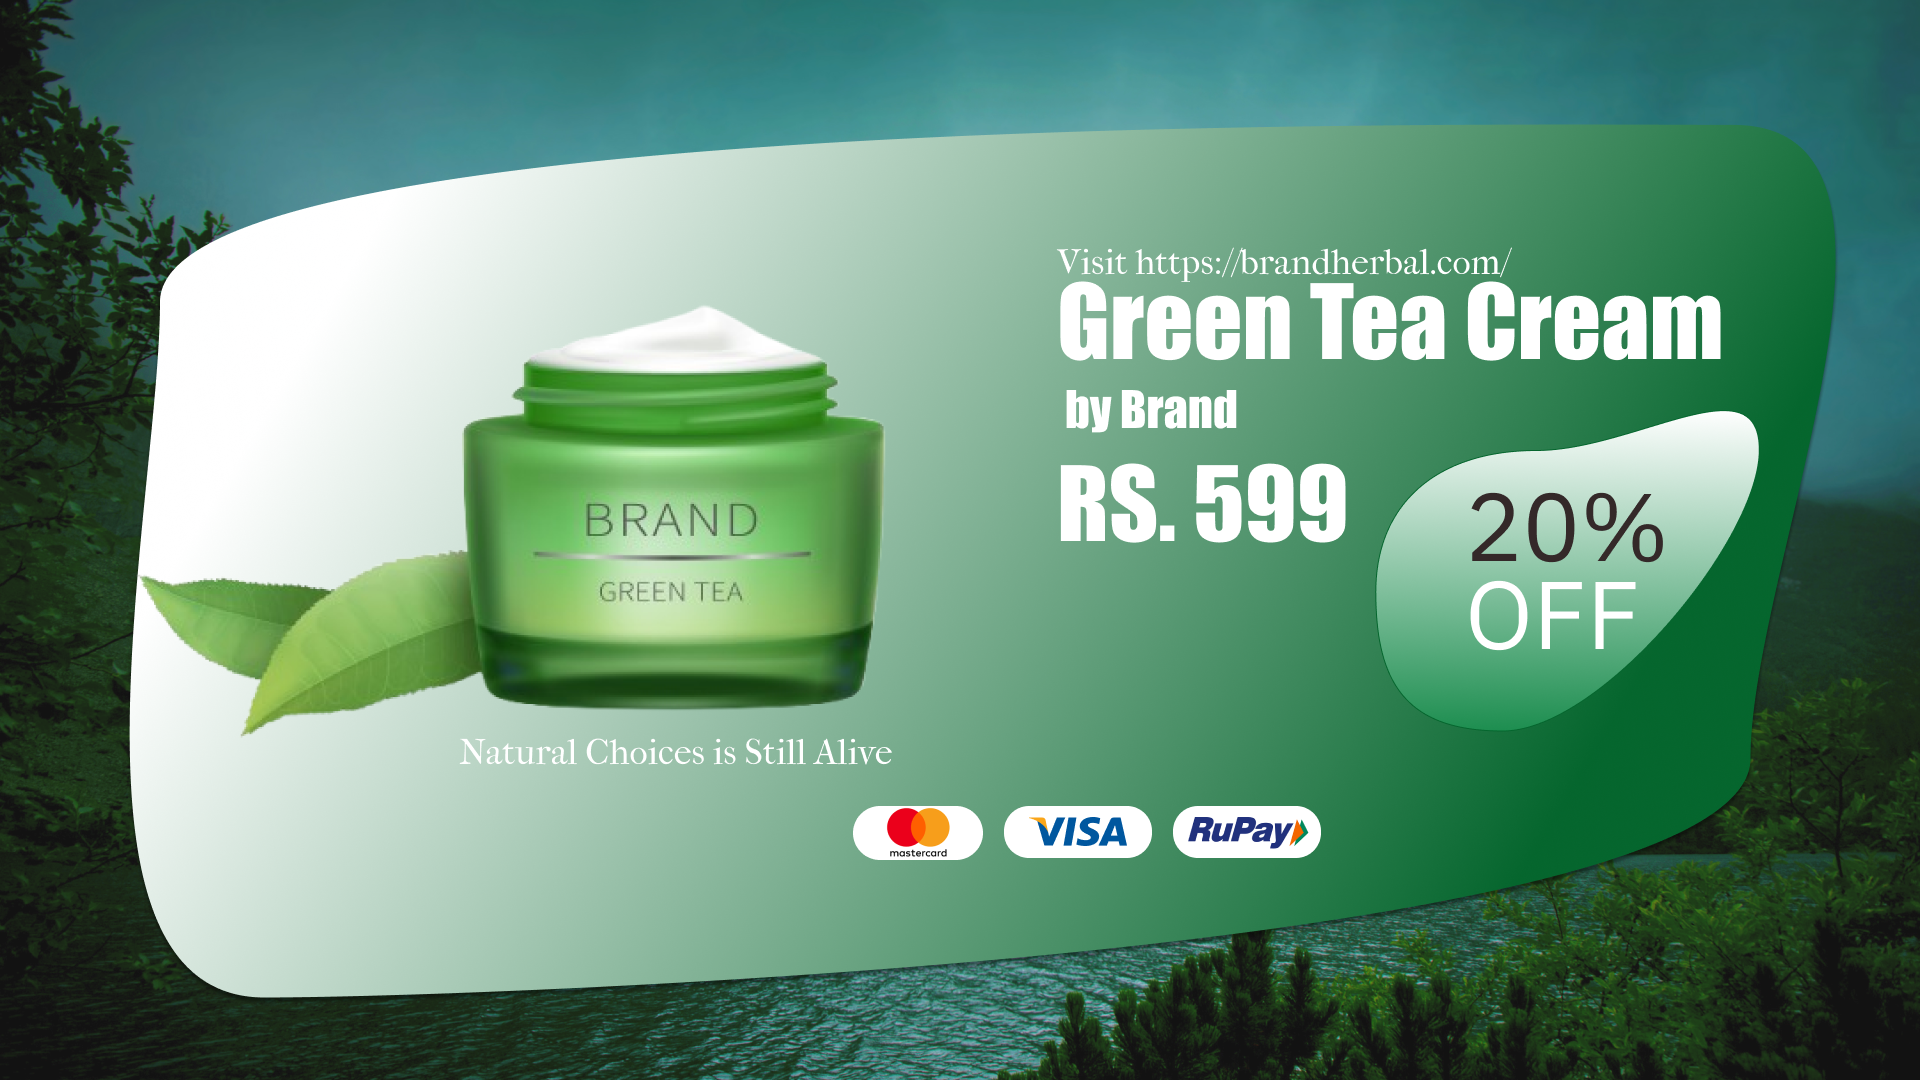 Visit https://brandherbal.com/
Green Tea Cream
by Brand
RS. 599
20%
OFF
BRAND
GREEN TEA
Natural Choices is Still Alive
mastercard
VISA
RuPay